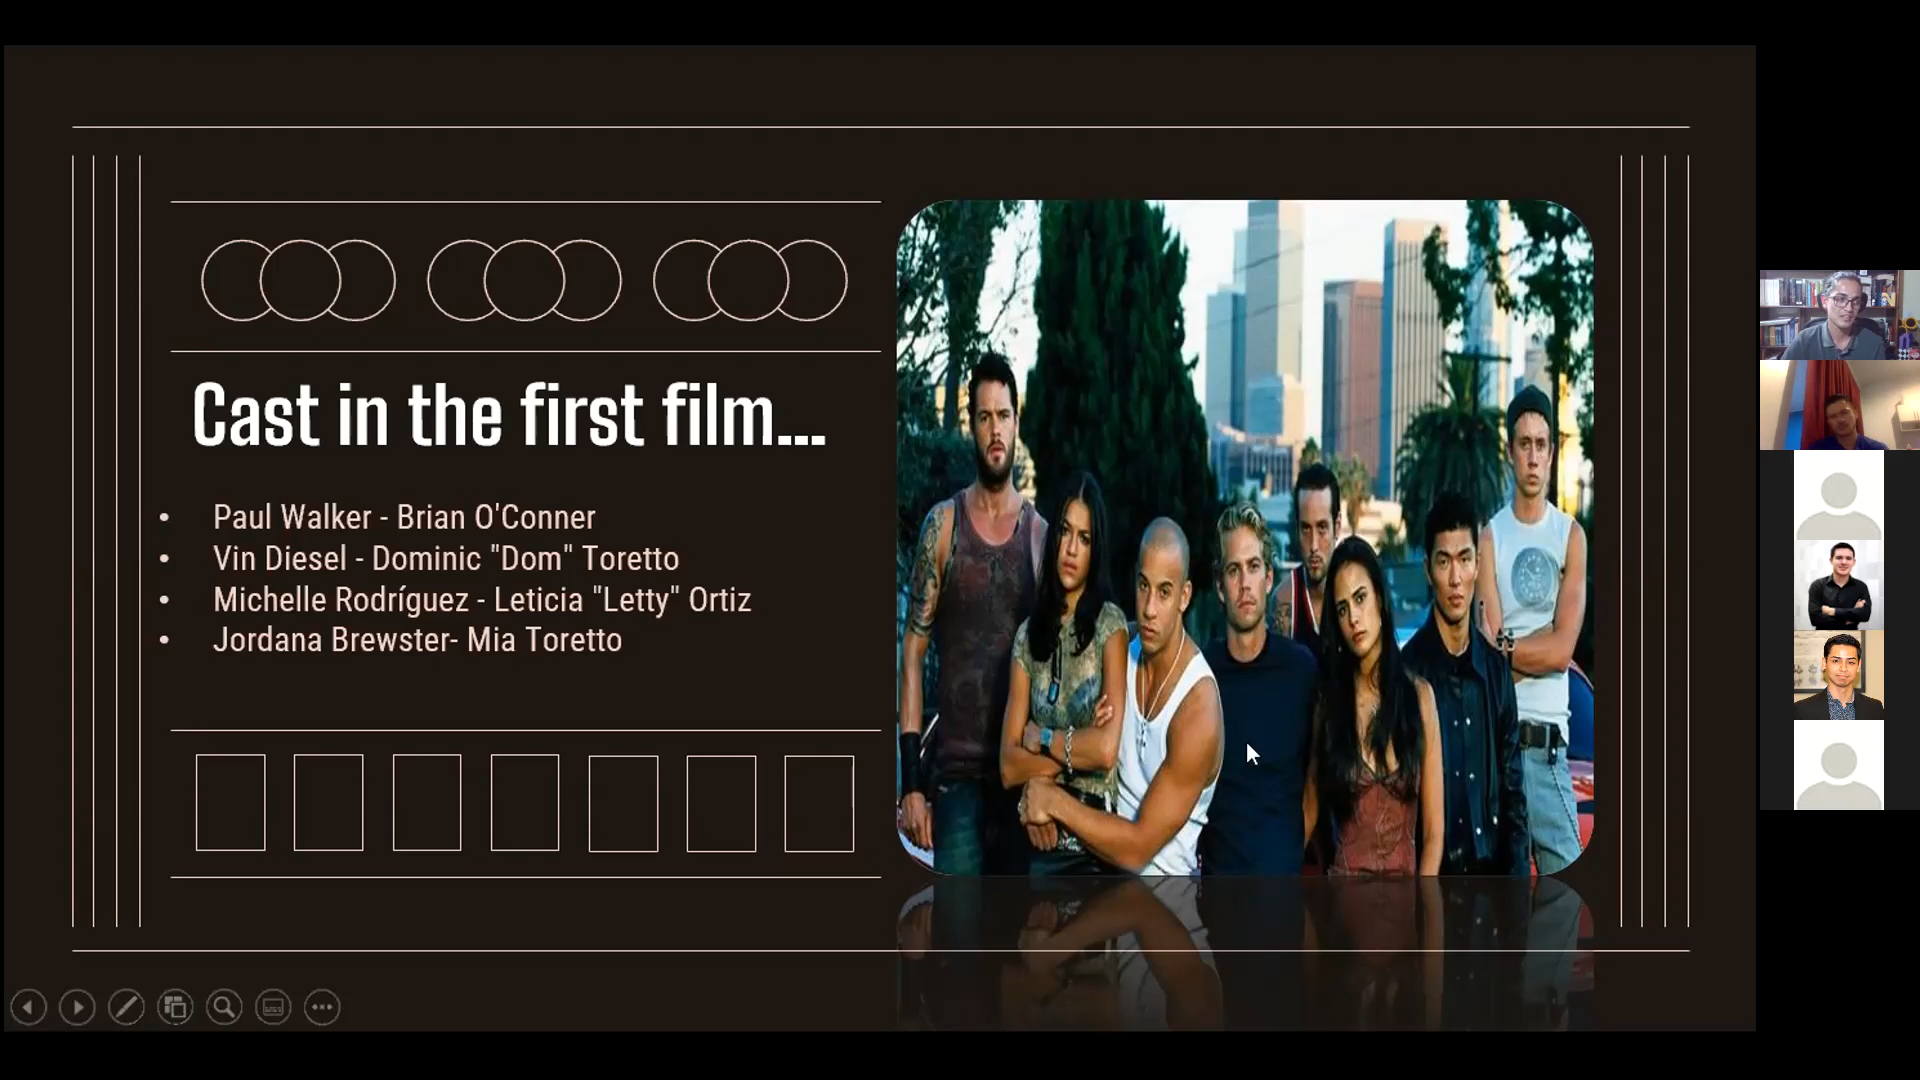 Cast in the first film...
• Paul Walker - Brian O'Conner
• Vin Diesel - Dominic "Dom" Toretto
• Michelle Rodríguez - Leticia "Letty" Ortiz
• Jordana Brewster- Mia Toretto